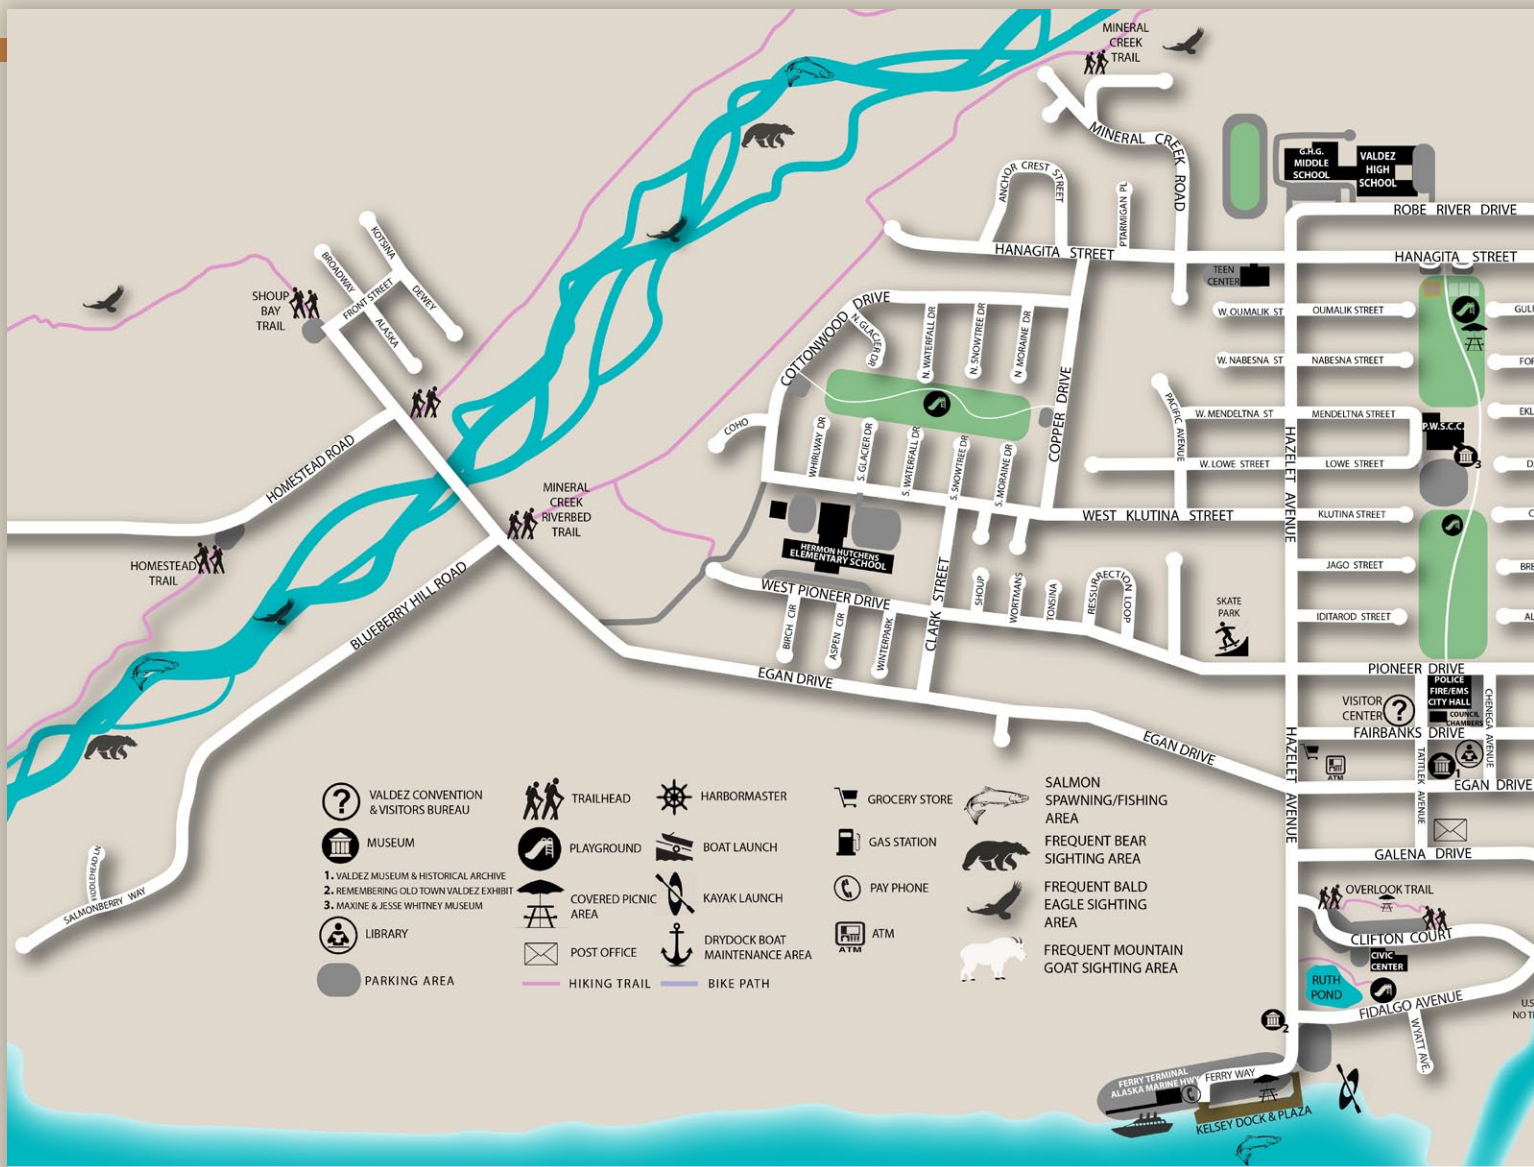 MINERAL
CREEK
TRAIL
MINERAL CREEK ROAD
ANCHOR CREST STREET
PTARMIGAN PL
G.H.G.
MIDDLE
SCHOOL
VALDEZ
HIGH
SCHOOL
ROBE RIVER DRIVE
HANAGITA STREET
HANAGITA STREET
TEEN
CENTER
KOTSINA
BROADWAY
FRONT STREET
DEWEY
ALASKA
SHOUP
BAY
TRAIL
COTTONWOOD DRIVE
N. GLACIER DR
N. WATERFALL DR
N. SNOWTREE DR
N. MORAINE DR
COPPER DRIVE
W. OUMALIK ST
OUMALIK STREET
W. NABESNA ST
NABESNA STREET
PACIFIC AVENUE
W. MENDELTNA ST
MENDELTNA STREET
P.W.S.C.C.
3
W. LOWE STREET
LOWE STREET
HAZELET AVENUE
COHO
WHIRLWAY DR
S. GLACIER DR
S. WATERFALL DR
S. SNOWTREE DR
S. MORAINE DR
WEST KLUTINA STREET
KLUTINA STREET
HOMESTEAD ROAD
HOMESTEAD
TRAIL
MINERAL
CREEK
RIVERBED
TRAIL
HERMON HUTCHENS
ELEMENTARY SCHOOL
BLUEBERRY HILL ROAD
WEST PIONEER DRIVE
CLARK STREET
SHOUP
WORTMANS
TONSINA
RESSURRECTION LOOP
JAGO STREET
IDITAROD STREET
SKATE
PARK
BIRCH CIR
ASPEN CIR
WINTERPARK
EGAN DRIVE
PIONEER DRIVE
POLICE
FIRE/EMS
CITY HALL
COUNCIL
CHAMBERS
CHENEGA AVENUE
VISITOR
CENTER
?
FAIRBANKS DRIVE
EGAN DRIVE
HAZELET AVENUE
ATM
TATITLEK AVENUE
1
EGAN DRIVE
GALENA DRIVE
OVERLOOK TRAIL
CLIFTON COURT
CIVIC
CENTER
RUTH
POND
FIDALGO AVENUE
WYATT AVE.
2
FERRY TERMINAL
ALASKA MARINE HWY
FERRY WAY
KELSEY DOCK & PLAZA
FIDDLEHEAD LN
SALMONBERRY WAY
?
VALDEZ CONVENTION
& VISITORS BUREAU
MUSEUM
1. VALDEZ MUSEUM & HISTORICAL ARCHIVE
2. REMEMBERING OLD TOWN VALDEZ EXHIBIT
3. MAXINE & JESSE WHITNEY MUSEUM
LIBRARY
PARKING AREA
TRAILHEAD
PLAYGROUND
COVERED PICNIC
AREA
POST OFFICE
HIKING TRAIL
HARBORMASTER
BOAT LAUNCH
KAYAK LAUNCH
DRYDOCK BOAT
MAINTENANCE AREA
BIKE PATH
GROCERY STORE
GAS STATION
PAY PHONE
ATM
ATM
SALMON
SPAWNING/FISHING
AREA
FREQUENT BEAR
SIGHTING AREA
FREQUENT BALD
EAGLE SIGHTING
AREA
FREQUENT MOUNTAIN
GOAT SIGHTING AREA